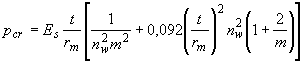 p_cr = E_s t/r_m [ 1/(n_w^2 m^2) + 0,092 (t/r_m)^2 n_w^2 (1 + 2/m) ]